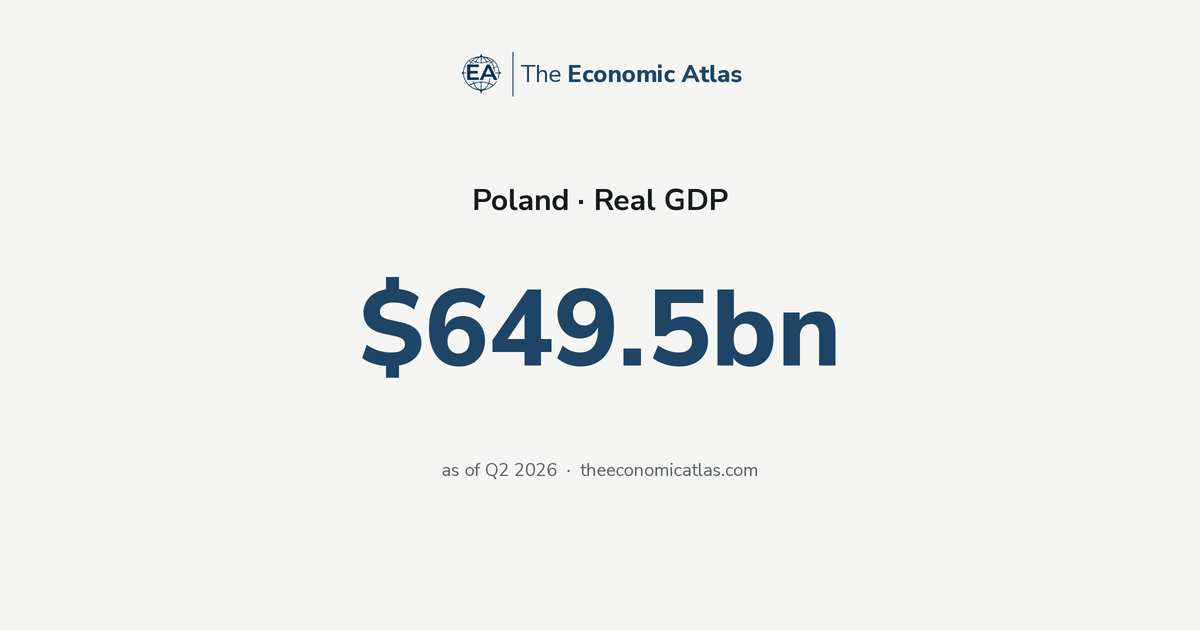 EA The Economic Atlas
Poland · Real GDP
$649.5bn
as of Q2 2026 · theeconomicatlas.com